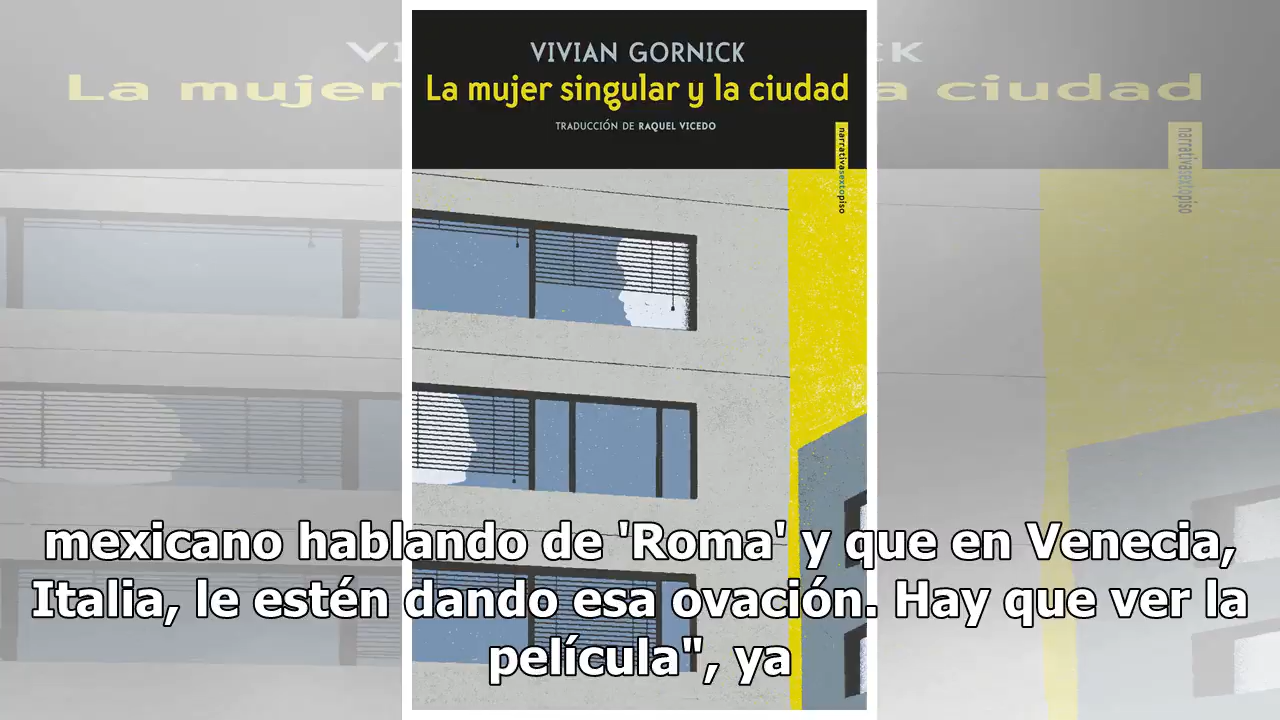 VIVIAN GORNICK
La mujer singular y la ciudad
TRADUCCIÓN DE RAQUEL VICEDO
narrativasextopiso
mexicano hablando de 'Roma' y que en Venecia,
Italia, le estén dando esa ovación. Hay que ver la
película", ya